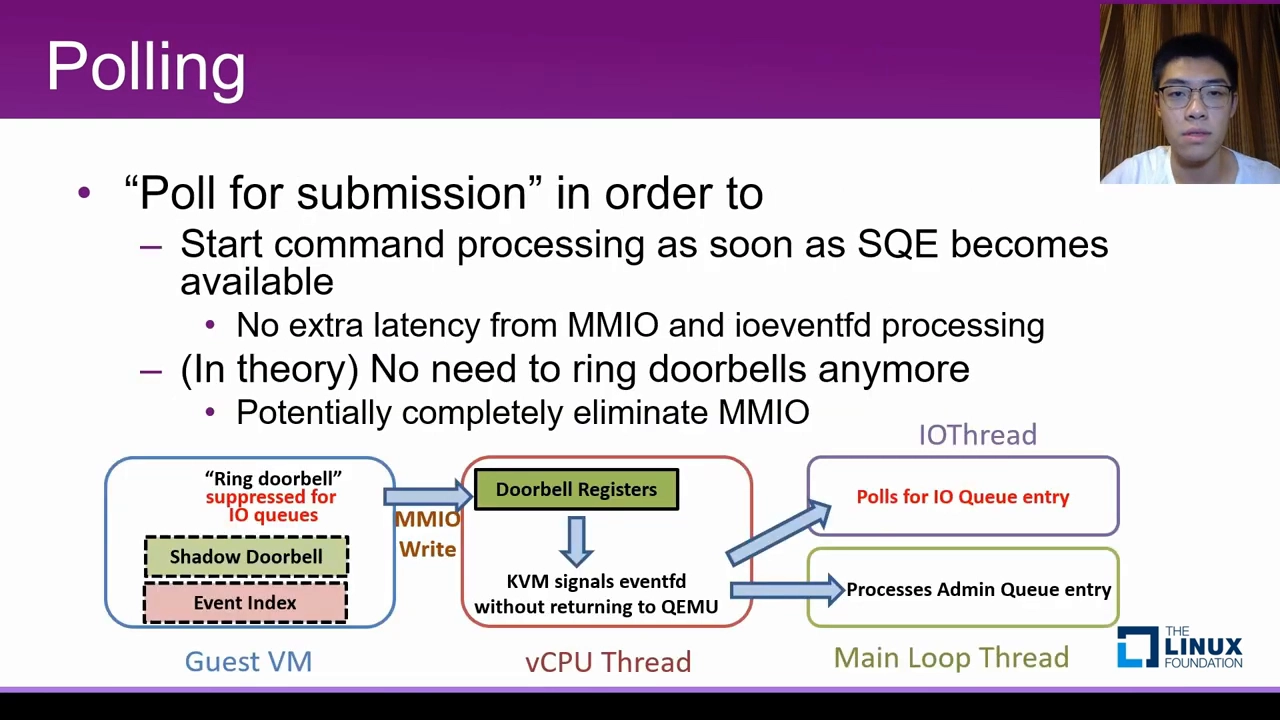 Polling
• “Poll for submission” in order to
– Start command processing as soon as SQE becomes
available
• No extra latency from MMIO and ioeventfd processing
– (In theory) No need to ring doorbells anymore
• Potentially completely eliminate MMIO
“Ring doorbell”
suppressed for
IO queues
Shadow Doorbell
Event Index
Guest VM
MMIO
Write
Doorbell Registers
KVM signals eventfd
without returning to QEMU
vCPU Thread
IOThread
Polls for IO Queue entry
Processes Admin Queue entry
Main Loop Thread
THE
LINUX
FOUNDATION